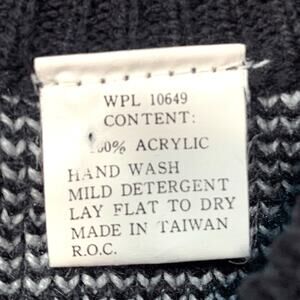 WPL 10649
CONTENT:
100% ACRYLIC
HAND WASH
MILD DETERGENT
LAY FLAT TO DRY
MADE IN TAIWAN
R.O.C.